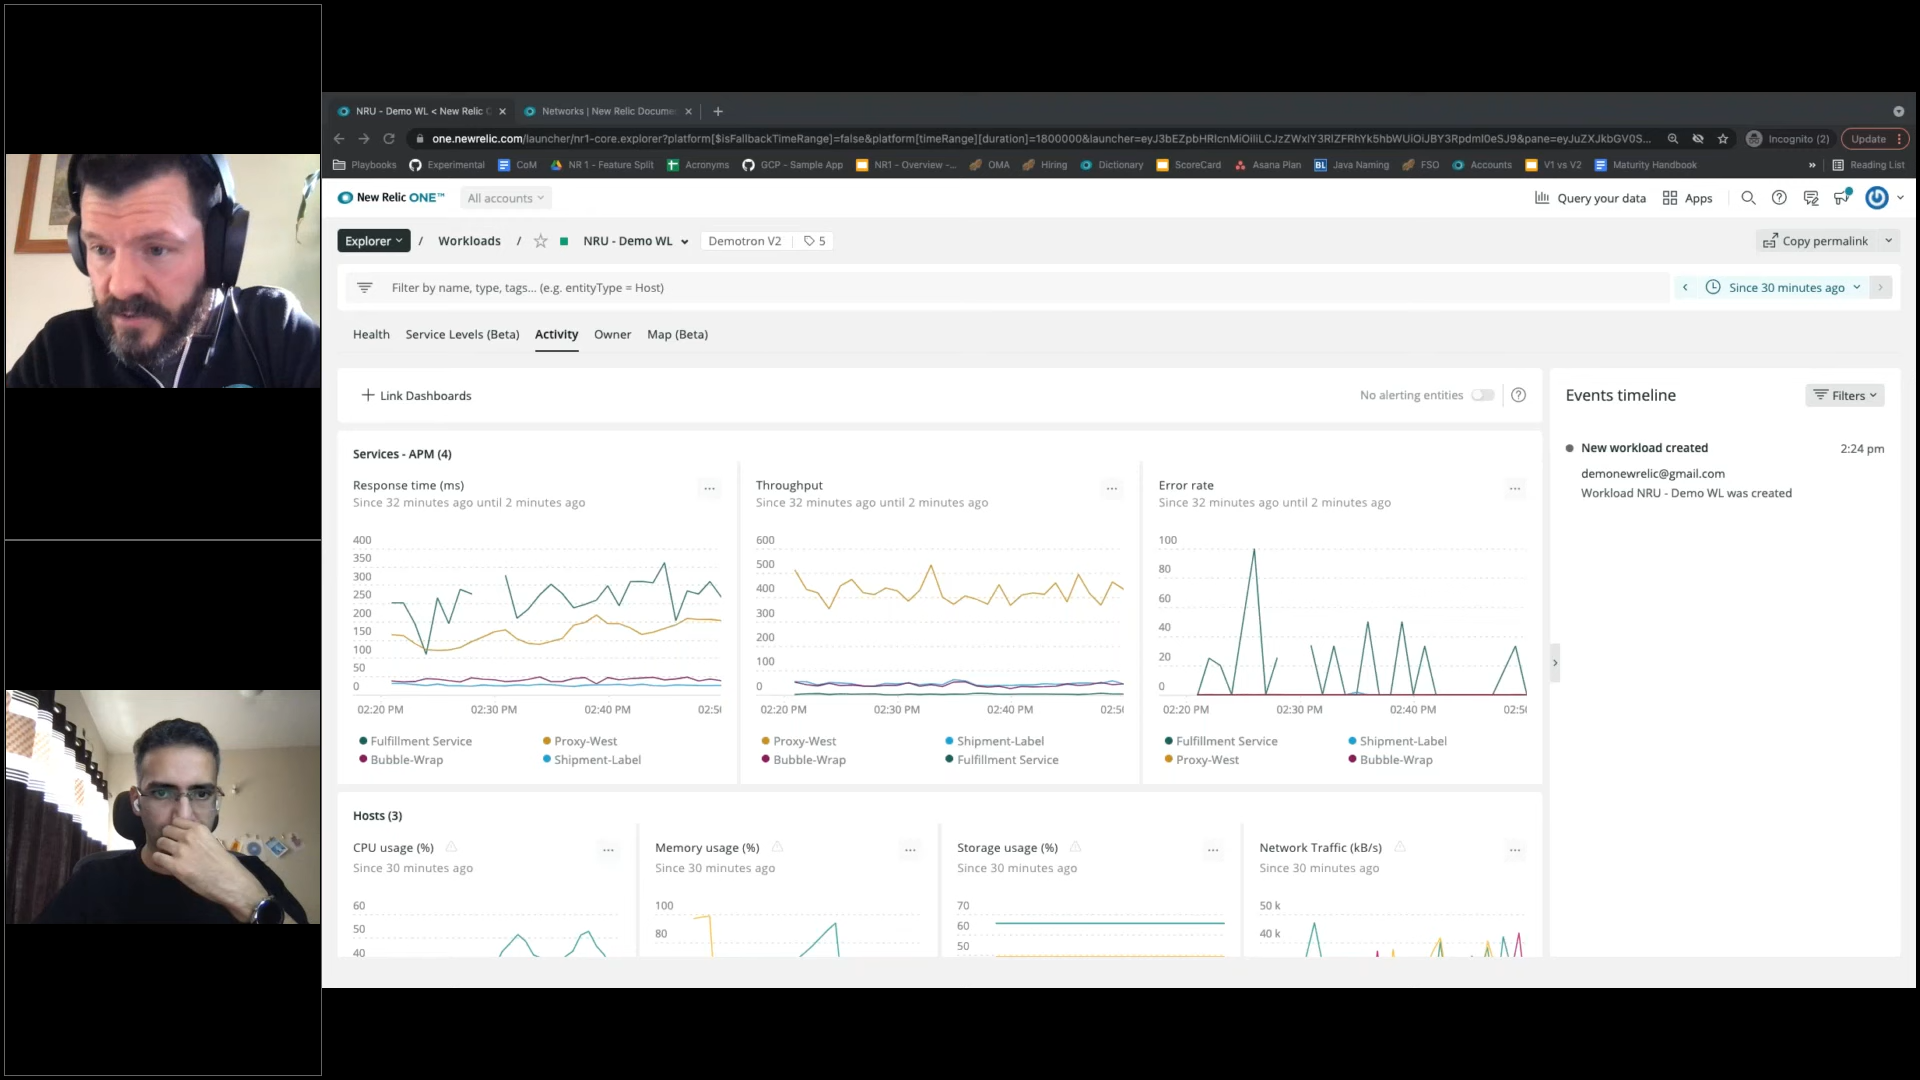 NRU - Demo WL < New Relic
Networks | New Relic Docume
one.newrelic.com/launcher/nr1-core.explorer?platform[$isFallbackTimeRange]=false&platform[timeRange][duration]=1800000&launcher=
Incognito (2)
Update
Playbooks
Experimental
CoM
NR 1 - Feature Split
Acronyms
GCP - Sample App
NR1 - Overview -...
OMA
Hiring
Dictionary
ScoreCard
Asana Plan
Java Naming
FSO
Accounts
V1 vs V2
Maturity Handbook
»
Reading List
New Relic ONE™
All accounts
Query your data
Apps
Explorer / Workloads / NRU - Demo WL
Demotron V2
5
Copy permalink
Filter by name, type, tags... (e.g. entityType = Host)
Since 30 minutes ago
Health
Service Levels (Beta)
Activity
Owner
Map (Beta)
+ Link Dashboards
No alerting entities
Events timeline
Filters
New workload created
2:24 pm
demonewrelic@gmail.com
Workload NRU - Demo WL was created
Services - APM (4)
Response time (ms)
Since 32 minutes ago until 2 minutes ago
400
350
300
250
200
150
100
50
0
02:20 PM
02:30 PM
02:40 PM
02:50
Fulfillment Service
Proxy-West
Bubble-Wrap
Shipment-Label
Throughput
Since 32 minutes ago until 2 minutes ago
600
500
400
300
200
100
0
02:20 PM
02:30 PM
02:40 PM
02:50
Proxy-West
Shipment-Label
Bubble-Wrap
Fulfillment Service
Error rate
Since 32 minutes ago until 2 minutes ago
100
80
60
40
20
0
02:20 PM
02:30 PM
02:40 PM
02:50
Fulfillment Service
Shipment-Label
Proxy-West
Bubble-Wrap
Hosts (3)
CPU usage (%)
Since 30 minutes ago
60
50
40
Memory usage (%)
Since 30 minutes ago
100
80
Storage usage (%)
Since 30 minutes ago
70
60
50
Network Traffic (kB/s)
Since 30 minutes ago
50 k
40 k